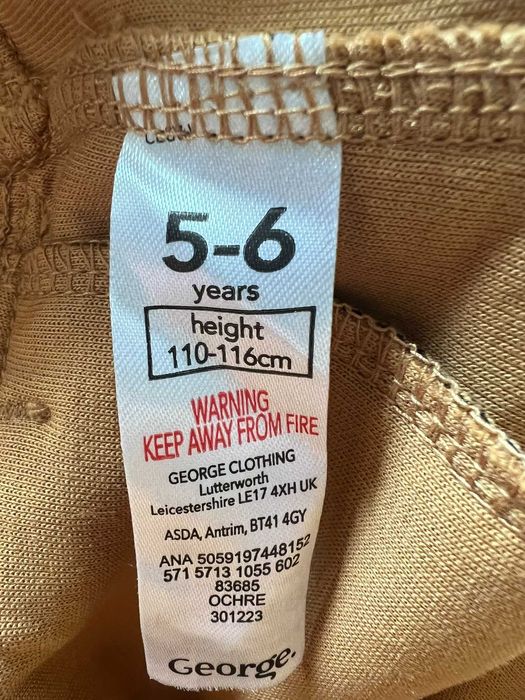 5-6
years
height
110-116cm
WARNING
KEEP AWAY FROM FIRE
GEORGE CLOTHING
Lutterworth
Leicestershire LE17 4XH UK
ASDA, Antrim, BT41 4GY
ANA 5059197448152
571 5713 1055 602
83685
OCHRE
301223
George.